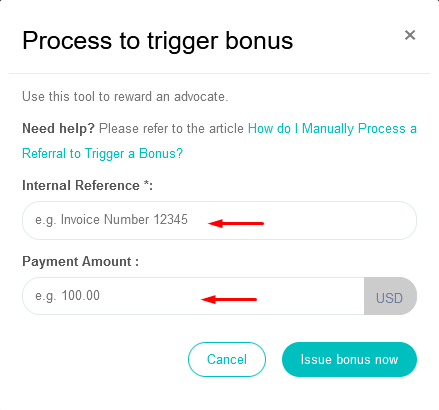 Process to trigger bonus ×
Use this tool to reward an advocate.
Need help? Please refer to the article How do I Manually Process a
Referral to Trigger a Bonus?
Internal Reference *:
e.g. Invoice Number 12345
Payment Amount :
e.g. 100.00 USD
Cancel Issue bonus now